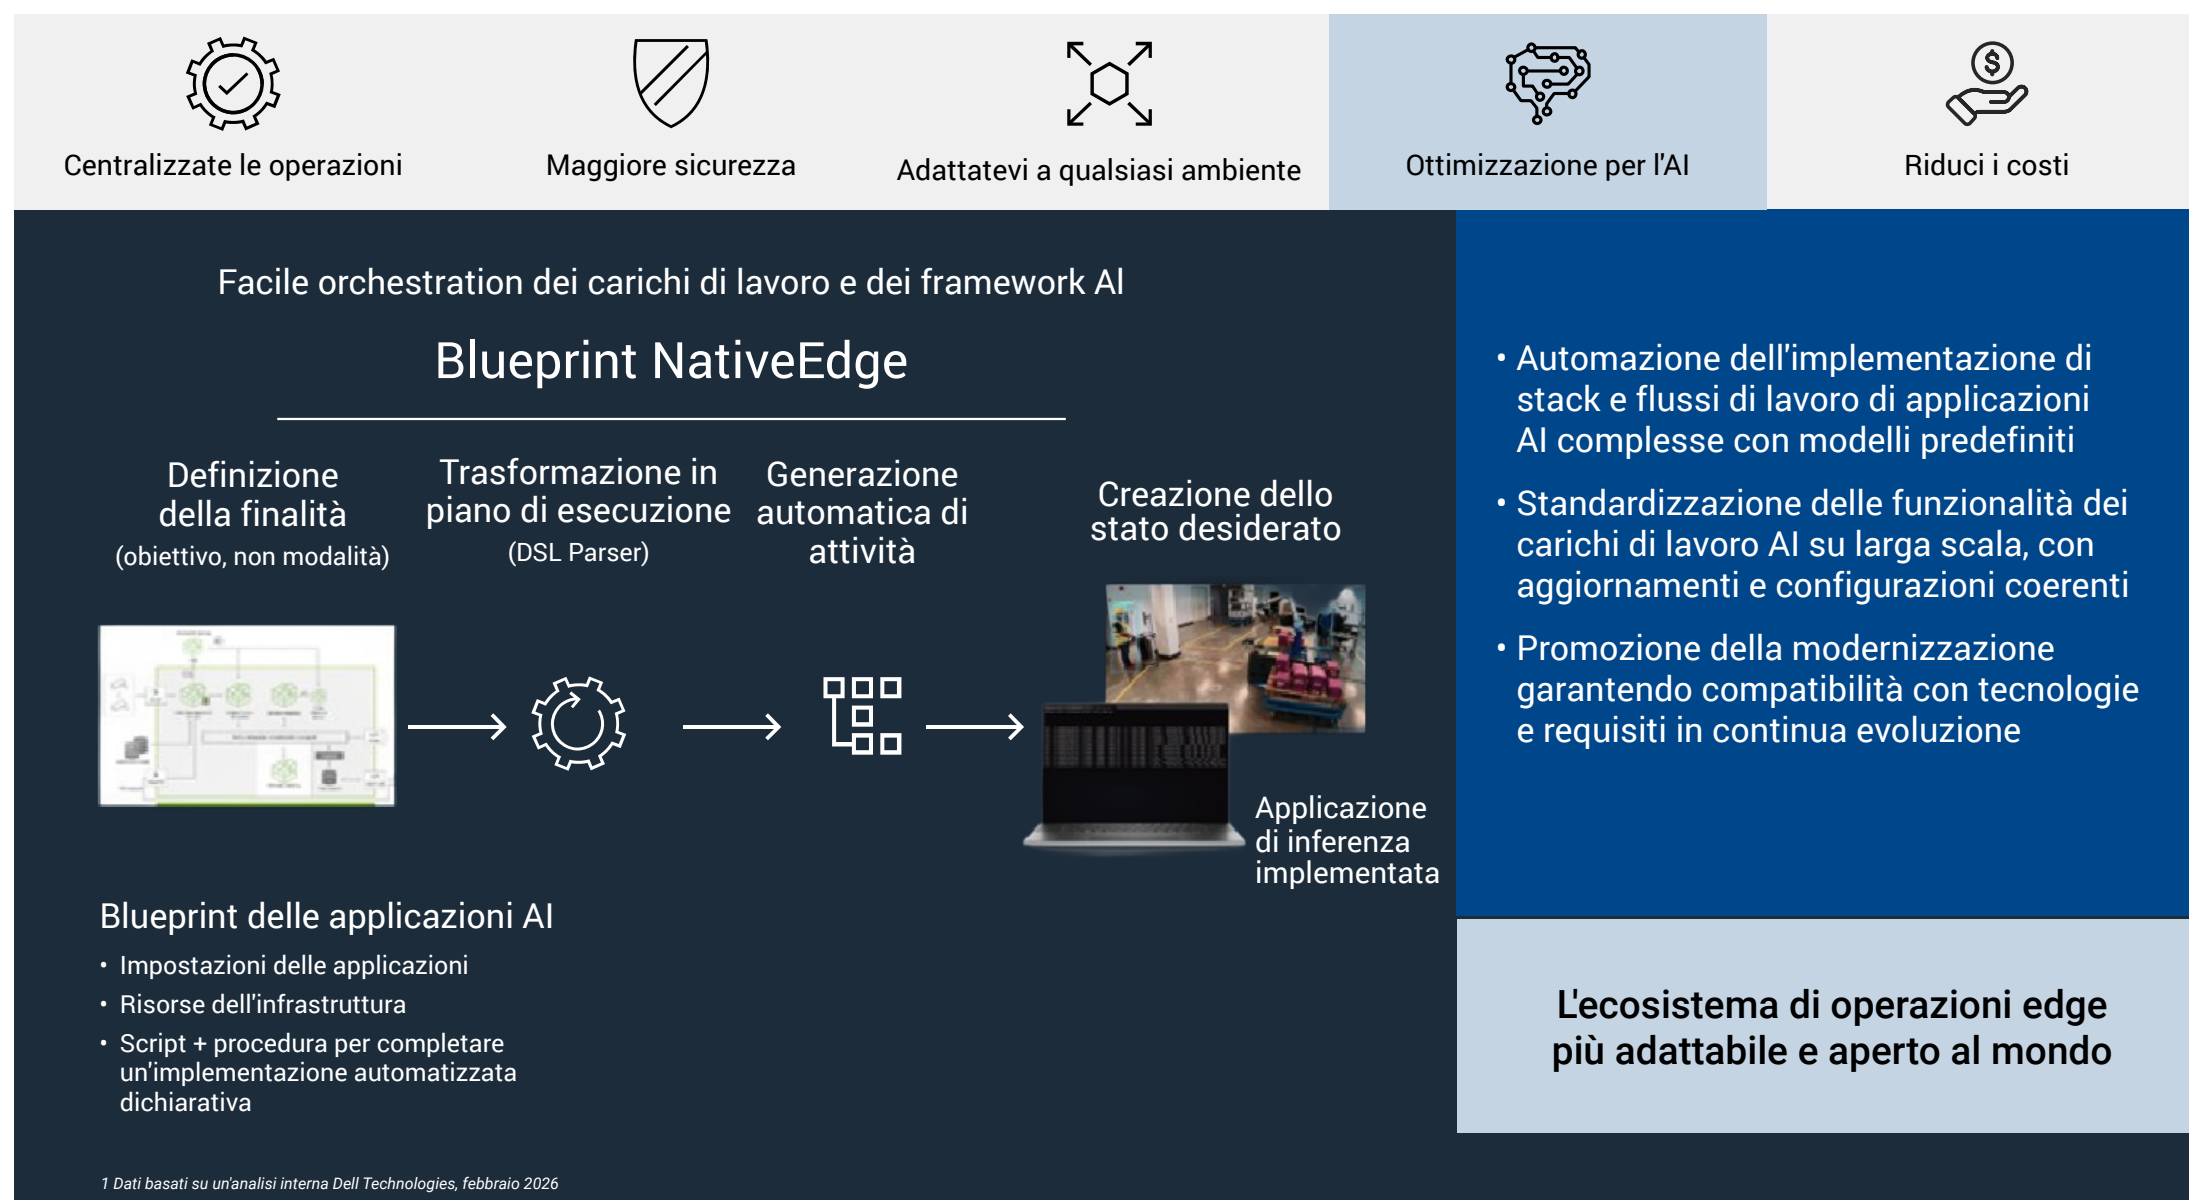 Centralizzate le operazioni
Maggiore sicurezza
Adattatevi a qualsiasi ambiente
Ottimizzazione per l'AI
Riduci i costi
Facile orchestration dei carichi di lavoro e dei framework Al
Blueprint NativeEdge
Definizione
della finalità
(obiettivo, non modalità)
Trasformazione in
piano di esecuzione
(DSL Parser)
Generazione
automatica di
attività
Creazione dello
stato desiderato
Applicazione
di inferenza
implementata
Blueprint delle applicazioni AI
• Impostazioni delle applicazioni
• Risorse dell'infrastruttura
• Script + procedura per completare
un'implementazione automatizzata
dichiarativa
• Automazione dell'implementazione di
stack e flussi di lavoro di applicazioni
AI complesse con modelli predefiniti
• Standardizzazione delle funzionalità dei
carichi di lavoro AI su larga scala, con
aggiornamenti e configurazioni coerenti
• Promozione della modernizzazione
garantendo compatibilità con tecnologie
e requisiti in continua evoluzione
L'ecosistema di operazioni edge
più adattabile e aperto al mondo
1 Dati basati su un'analisi interna Dell Technologies, febbraio 2026